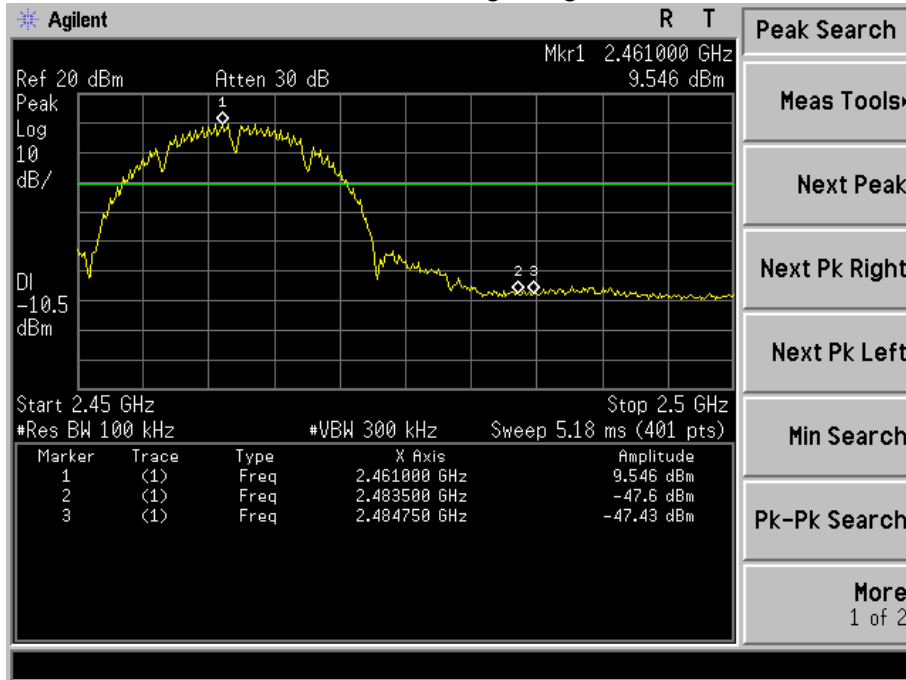 Agilent R T
Peak Search
Mkr1 2.461000 GHz
Ref 20 dBm Atten 30 dB 9.546 dBm
Peak
Log
10
dB/
1
2 3
DI
-10.5
dBm
Start 2.45 GHz Stop 2.5 GHz
#Res BW 100 kHz #VBW 300 kHz Sweep 5.18 ms (401 pts)
Marker Trace Type X Axis Amplitude
1 (1) Freq 2.461000 GHz 9.546 dBm
2 (1) Freq 2.483500 GHz -47.6 dBm
3 (1) Freq 2.484750 GHz -47.43 dBm
Meas Tools
Next Peak
Next Pk Right
Next Pk Left
Min Search
Pk-Pk Search
More
1 of 2